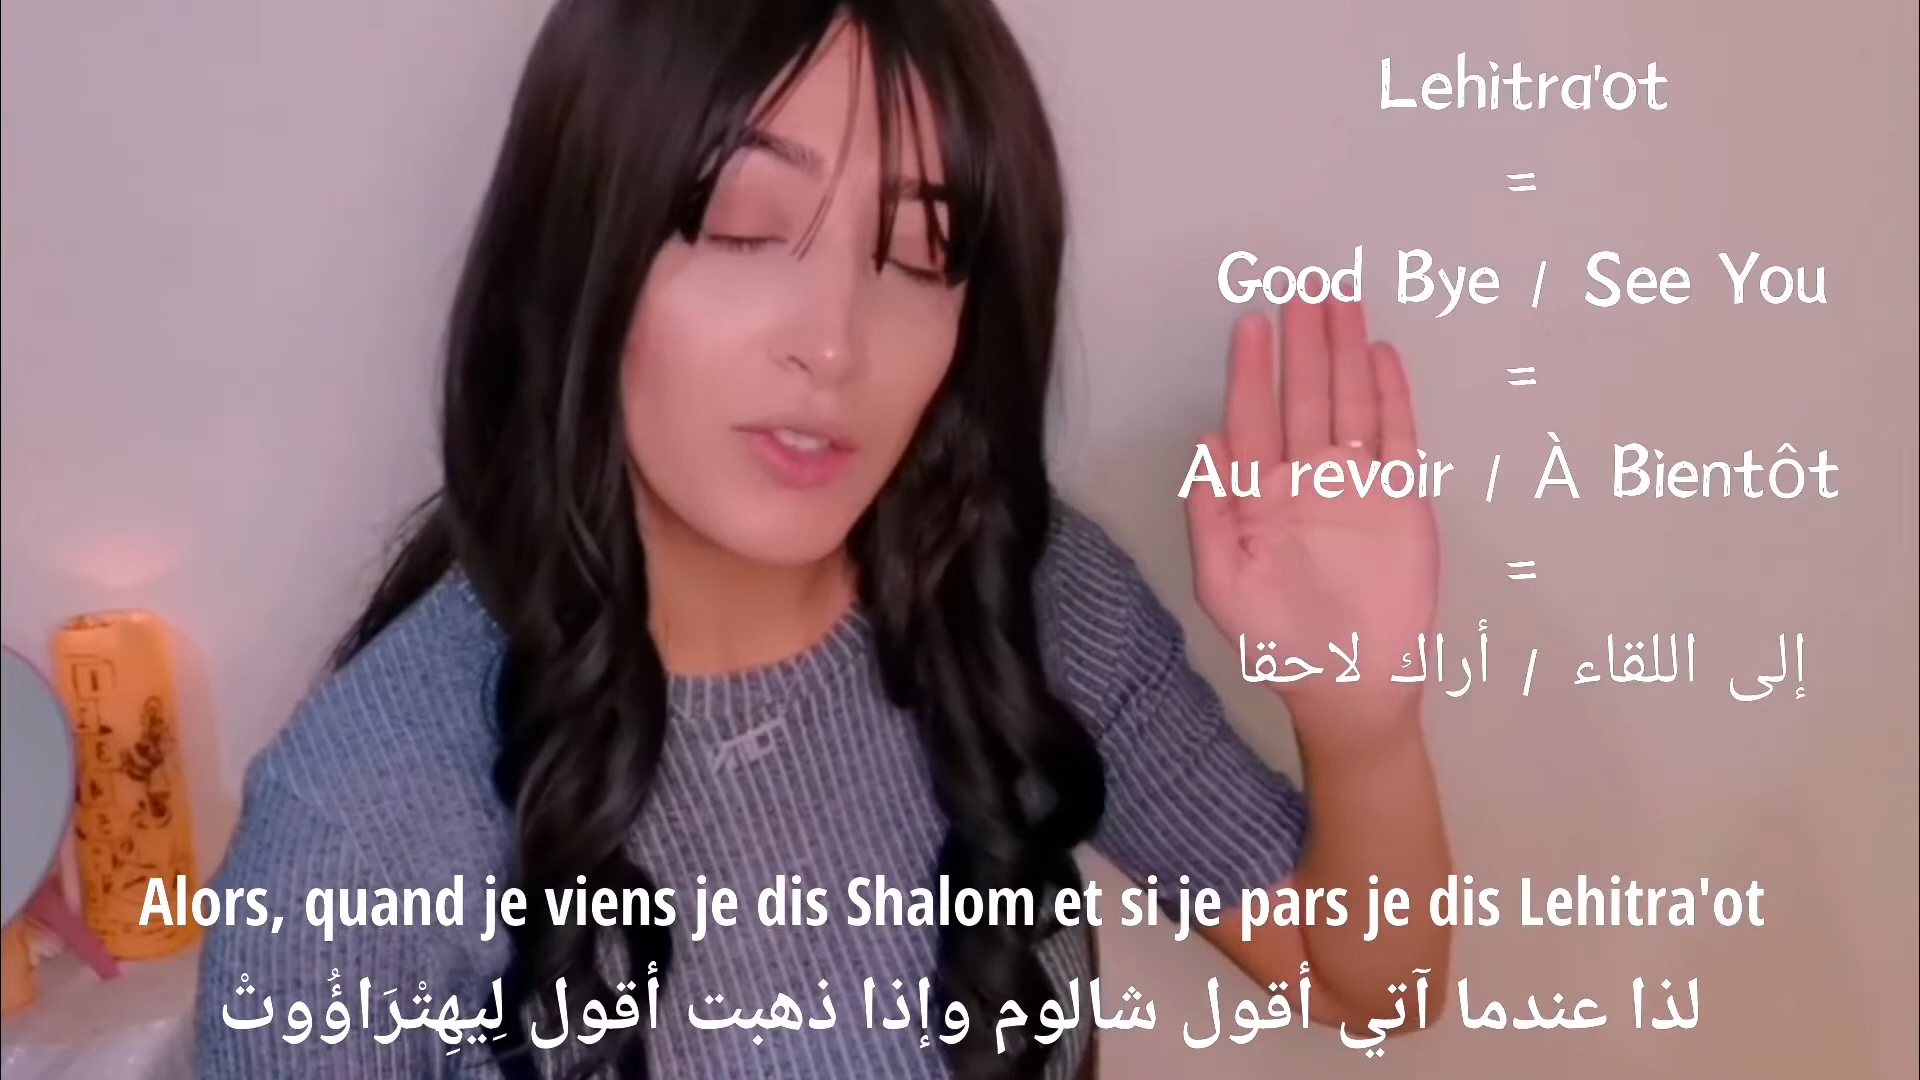 Lehitra'ot
=
Good Bye / See You
=
Au revoir / À Bientôt
=
إلى اللقاء / أراك لاحقا
Alors, quand je viens je dis Shalom et si je pars je dis Lehitra'ot
لذا عندما آتي أقول شالوم وإذا ذهبت أقول لِيهِتْرَاؤُوتْ